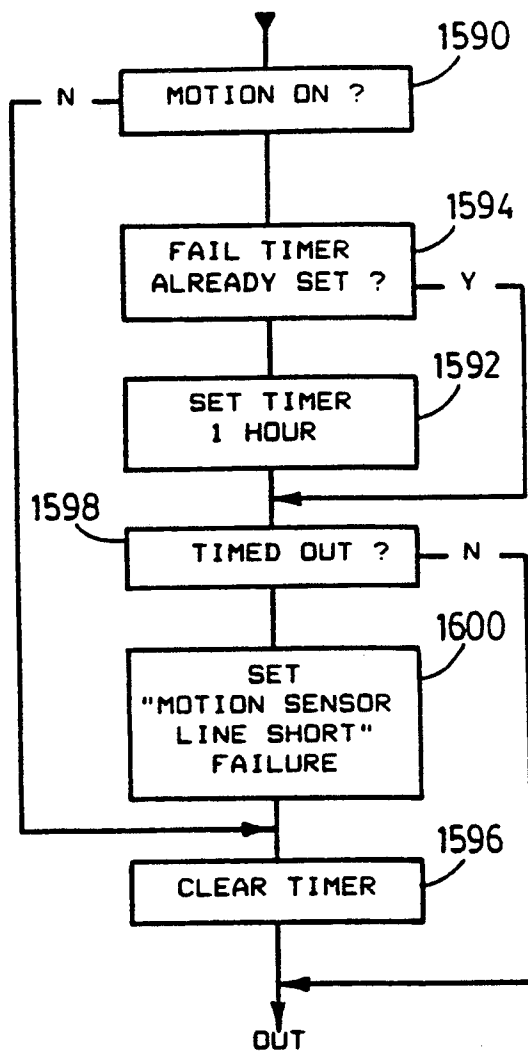 1590
N
MOTION ON ?
1594
FAIL TIMER
ALREADY SET ?
Y
1592
SET TIMER
1 HOUR
1598
TIMED OUT ?
N
1600
SET
"MOTION SENSOR
LINE SHORT"
FAILURE
1596
CLEAR TIMER
OUT